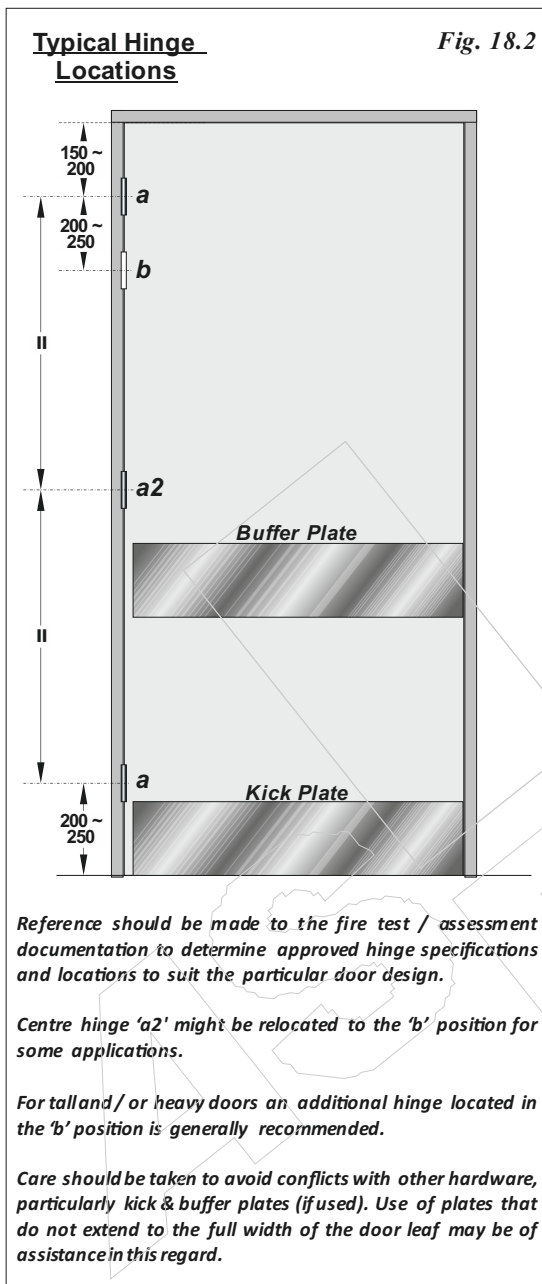 Typical Hinge
Locations
Fig. 18.2
150 ~
200
a
200 ~
250
b
=
a2
Buffer Plate
=
a
Kick Plate
200 ~
250
Reference should be made to the fire test / assessment
documentation to determine approved hinge specifications
and locations to suit the particular door design.
Centre hinge ‘a2' might be relocated to the ‘b’ position for
some applications.
For tall and / or heavy doors an additional hinge located in
the ‘b’ position is generally recommended.
Care should be taken to avoid conflicts with other hardware,
particularly kick & buffer plates (if used). Use of plates that
do not extend to the full width of the door leaf may be of
assistance in this regard.